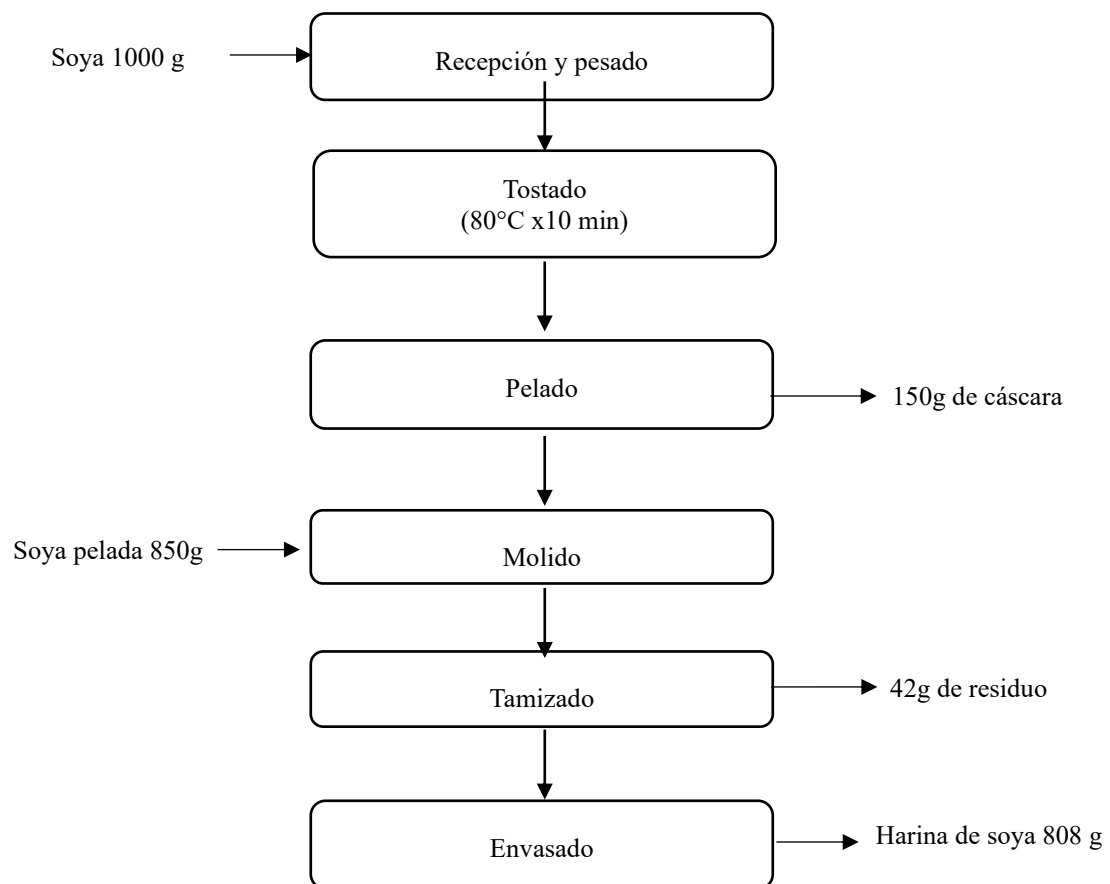 Soya 1000 g
Recepción y pesado
Tostado
(80°C x10 min)
Pelado
150g de cáscara
Soya pelada 850g
Molido
Tamizado
42g de residuo
Envasado
Harina de soya 808 g